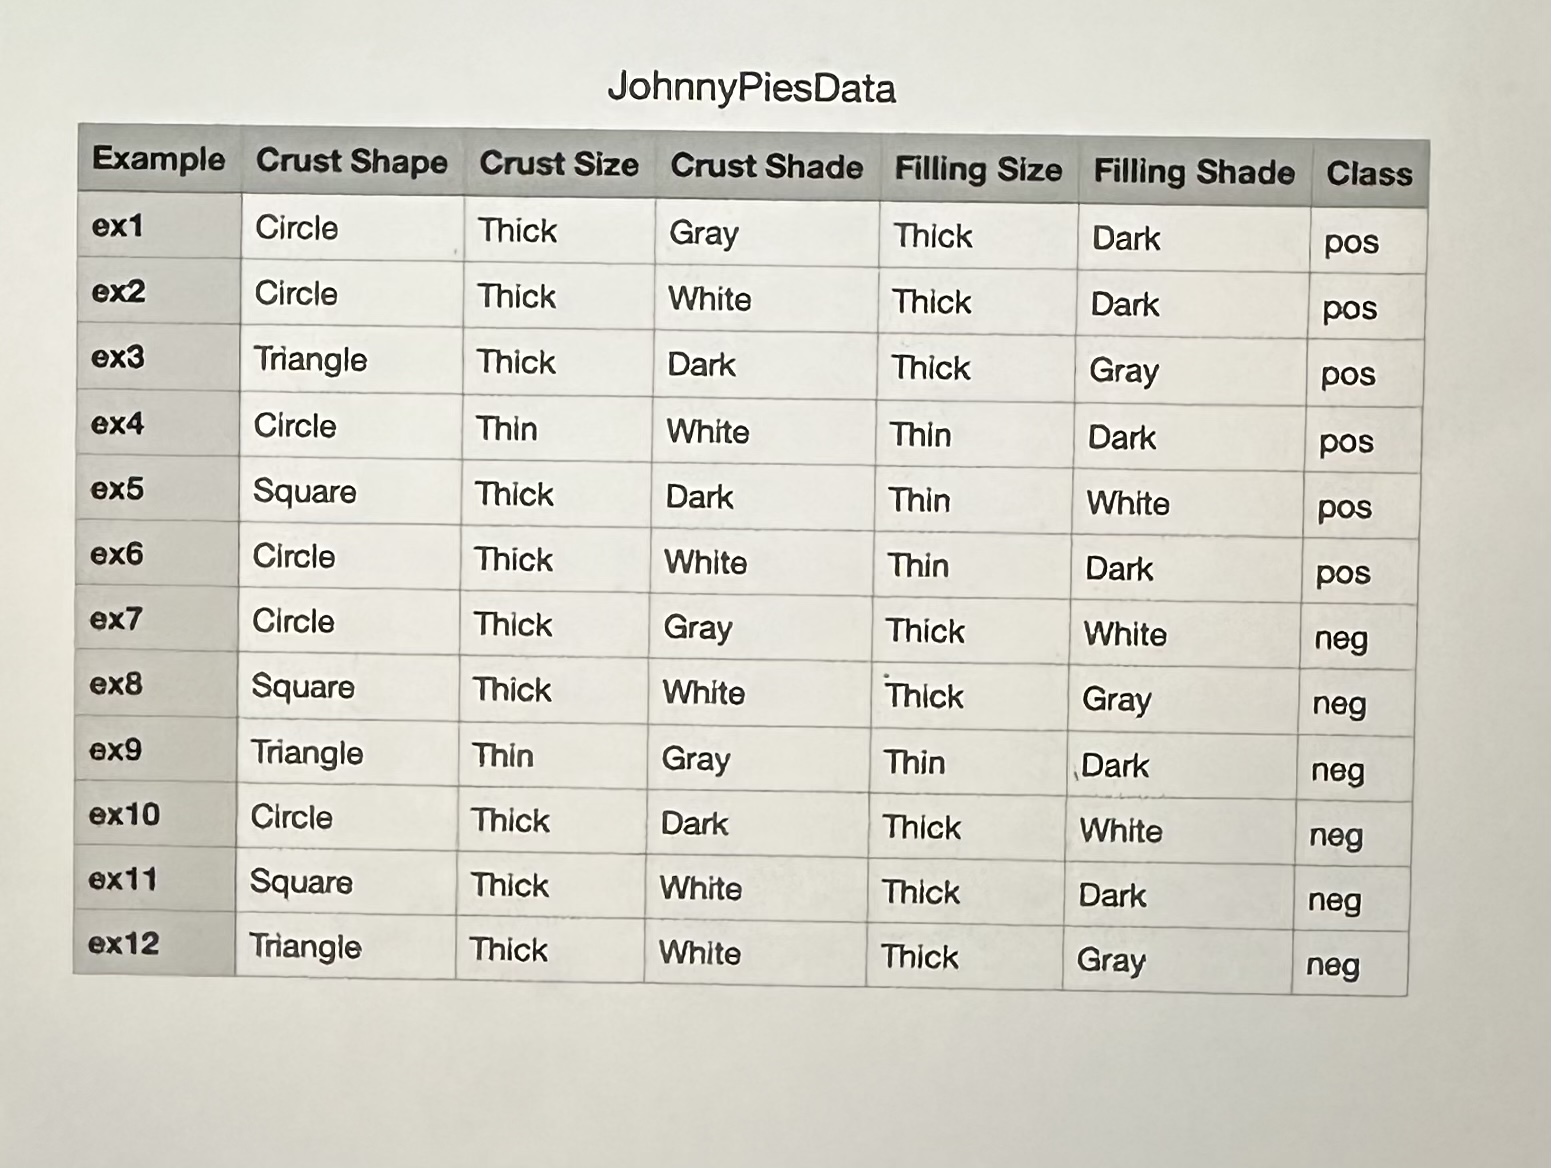 JohnnyPiesData
Example Crust Shape Crust Size Crust Shade Filling Size Filling Shade Class
ex1 Circle Thick Gray Thick Dark pos
ex2 Circle Thick White Thick Dark pos
ex3 Triangle Thick Dark Thick Gray pos
ex4 Circle Thin White Thin Dark pos
ex5 Square Thick Dark Thin White pos
ex6 Circle Thick White Thin Dark pos
ex7 Circle Thick Gray Thick White neg
ex8 Square Thick White Thick Gray neg
ex9 Triangle Thin Gray Thin Dark neg
ex10 Circle Thick Dark Thick White neg
ex11 Square Thick White Thick Dark neg
ex12 Triangle Thick White Thick Gray neg